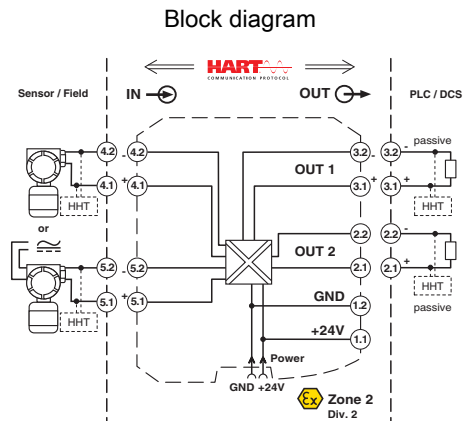 Block diagram
HART
COMMUNICATION PROTOCOL
Sensor / Field
IN
OUT
PLC / DCS
4.2 - 4.2
3.2 - 3.2 -
passive
OUT 1
4.1 + 4.1
3.1 + 3.1 +
HHT
HHT
or
2.2 2.2 -
OUT 2
5.2 - 5.2
2.1 2.1 +
HHT
5.1 + 5.1
HHT
GND
1.2
passive
+24V
1.1
Power
GND +24V
Ex Zone 2
Div. 2